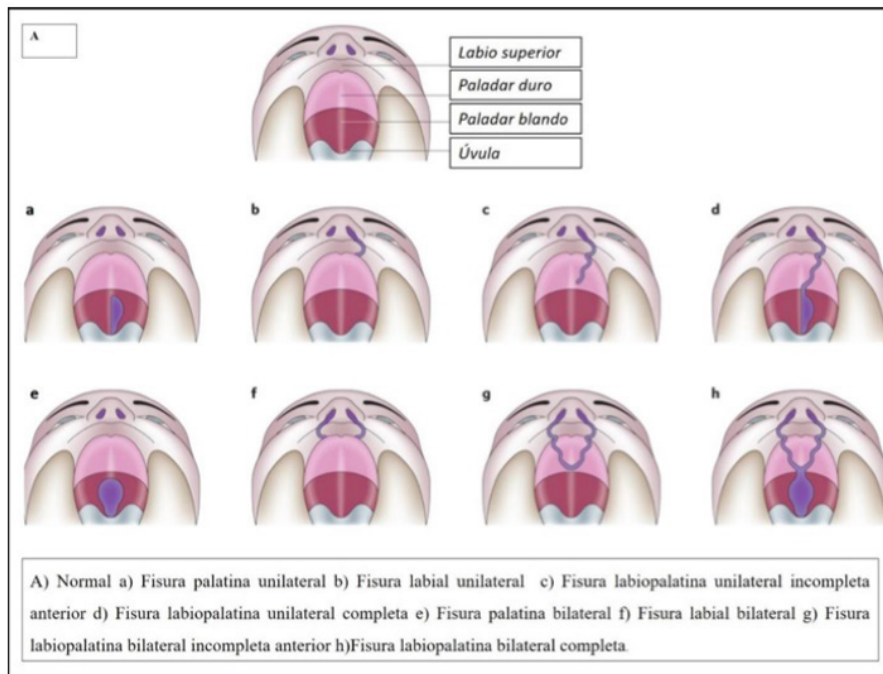 A
Labio superior
Paladar duro
Paladar blando
Úvula
a
b
c
d
e
f
g
h
A) Normal a) Fisura palatina unilateral b) Fisura labial unilateral c) Fisura labiopalatina unilateral incompleta
anterior d) Fisura labiopalatina unilateral completa e) Fisura palatina bilateral f) Fisura labial bilateral g) Fisura
labiopalatina bilateral incompleta anterior h)Fisura labiopalatina bilateral completa.